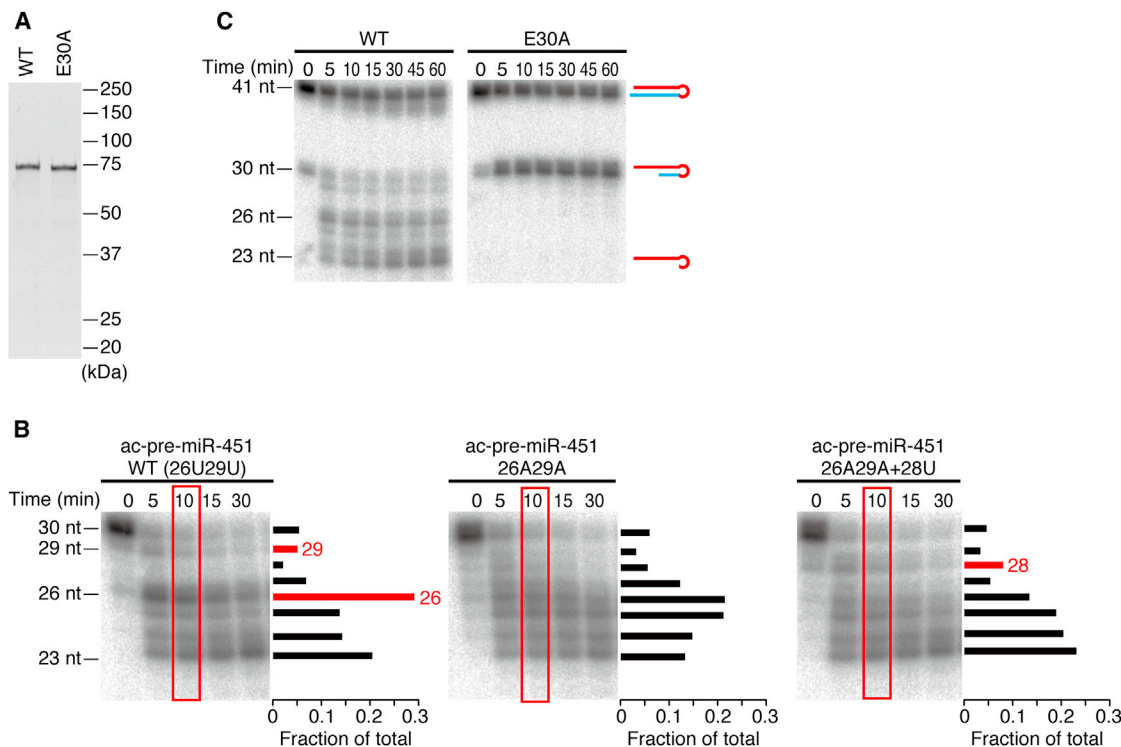 A
WT
E30A
250
150
100
75
50
37
25
20
(kDa)
C
WT
E30A
Time (min) 0 5 10 15 30 45 60 0 5 10 15 30 45 60
41 nt
30 nt
26 nt
23 nt
B
ac-pre-miR-451
WT (26U29U)
Time (min) 0 5 10 15 30
30 nt
29 nt
26 nt
23 nt
29
26
0 0.1 0.2 0.3
Fraction of total
ac-pre-miR-451
26A29A
0 5 10 15 30
0 0.1 0.2 0.3
Fraction of total
ac-pre-miR-451
26A29A+28U
0 5 10 15 30
28
0 0.1 0.2 0.3
Fraction of total